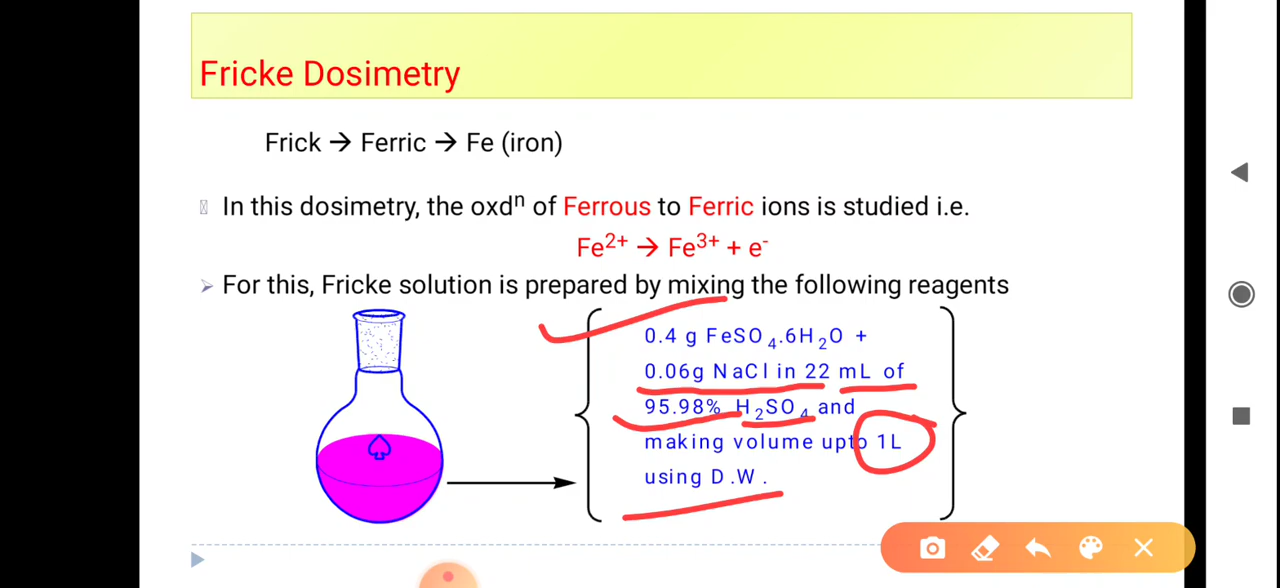 Fricke Dosimetry
Frick → Ferric → Fe (iron)
In this dosimetry, the oxdⁿ of Ferrous to Ferric ions is studied i.e.
Fe²⁺ → Fe³⁺ + e⁻
➢ For this, Fricke solution is prepared by mixing the following reagents
0.4 g FeSO₄.6H₂O +
0.06g NaCl in 22 mL of
95.98% H₂SO₄ and
making volume upto 1L
using D.W.